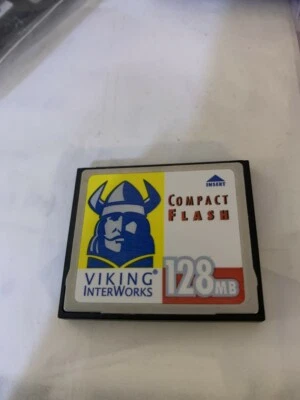 INSERT
COMPACT
FLASH
VIKING®
INTERWORKS
128MB